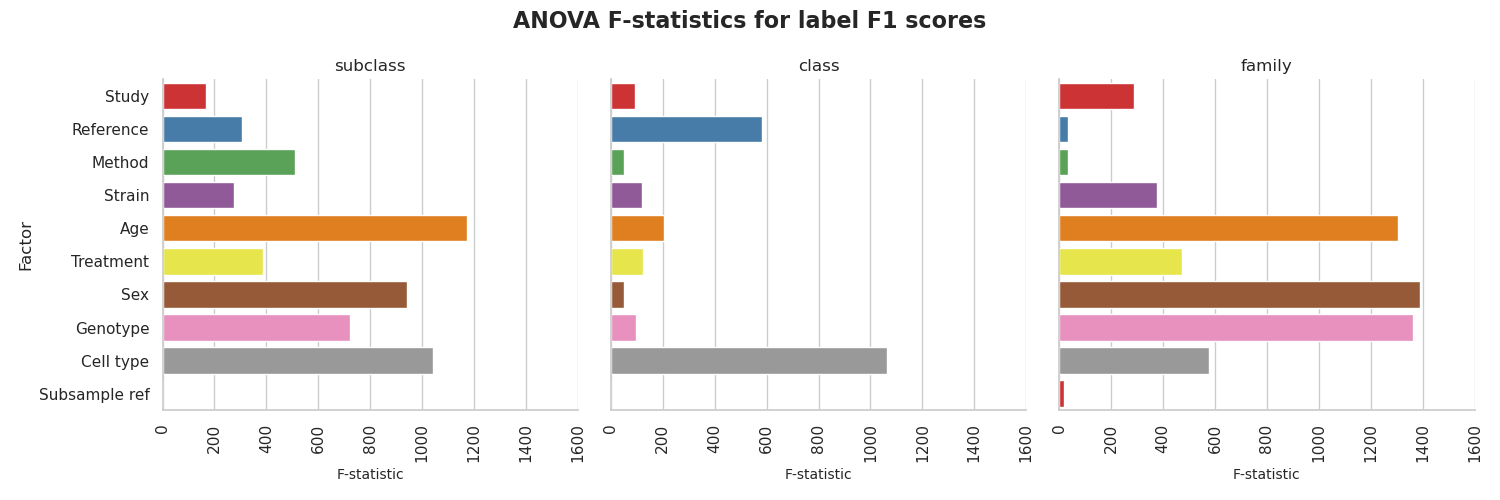 ANOVA F-statistics for label F1 scores
subclass
class
family
Factor
Study
Reference
Method
Strain
Age
Treatment
Sex
Genotype
Cell type
Subsample ref
0 200 400 600 800 1000 1200 1400 1600
0 200 400 600 800 1000 1200 1400 1600
0 200 400 600 800 1000 1200 1400 1600
F-statistic
F-statistic
F-statistic